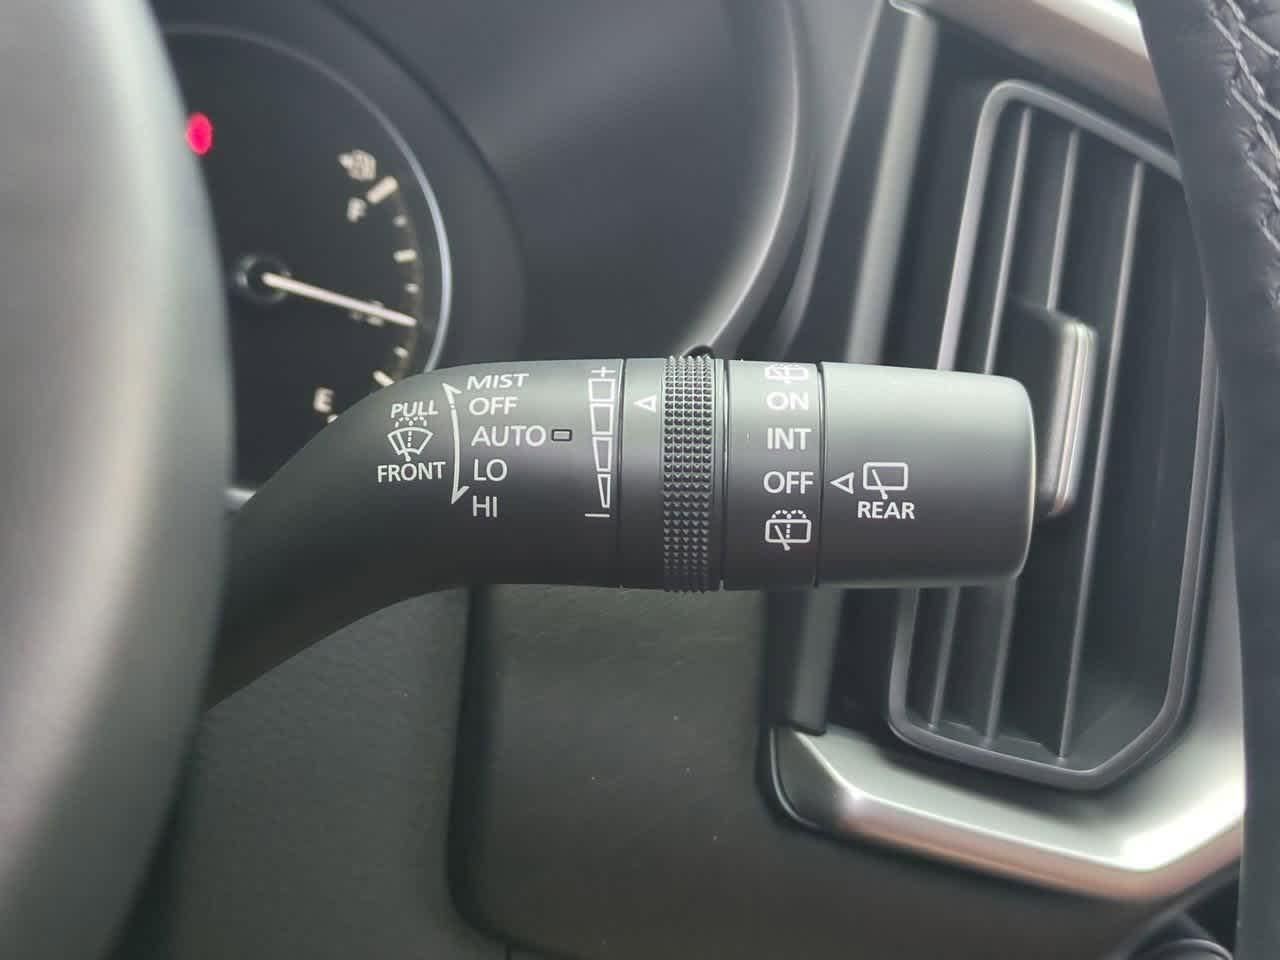 F
E
PULL
FRONT
MIST
OFF
AUTO
LO
HI
+
−
ON
INT
OFF
REAR